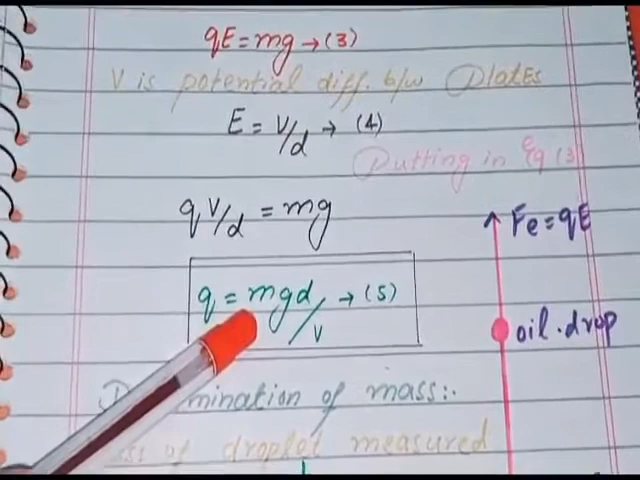 qE = mg → (3)
V is potential diff. b/w Plates
E = V/d → (4)
Putting in Eq (3)
q V/d = mg
Fe = qE
q = mgd/V → (5)
oil. drop
mination of mass:.
of droplet measured